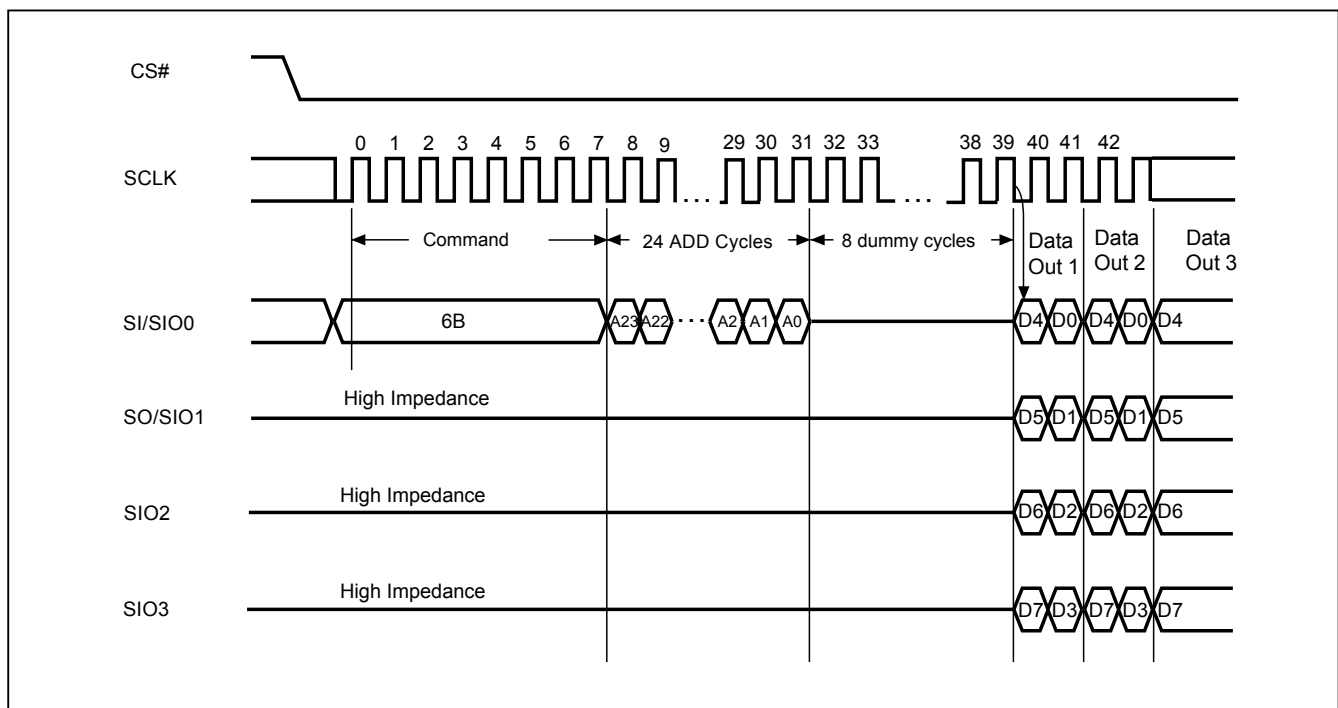 CS#
0 1 2 3 4 5 6 7 8 9 29 30 31 32 33 38 39 40 41 42
SCLK
Command 24 ADD Cycles 8 dummy cycles Data Out 1 Data Out 2 Data Out 3
SI/SIO0 6B A23 A22 A2 A1 A0 D4 D0 D4 D0 D4
High Impedance
SO/SIO1 D5 D1 D5 D1 D5
High Impedance
SIO2 D6 D2 D6 D2 D6
High Impedance
SIO3 D7 D3 D7 D3 D7